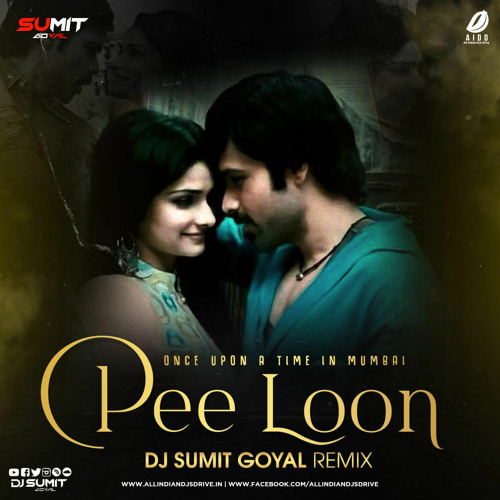 SUMIT
GOYAL
AIDD
ONCE UPON A TIME IN MUMBAI
Pee Loon
DJ SUMIT GOYAL REMIX
DJ SUMIT
GOYAL
WWW.ALLINDIANDJSDRIVE.IN | WWW.FACEBOOK.COM/ALLINDIANDJSDRIVE